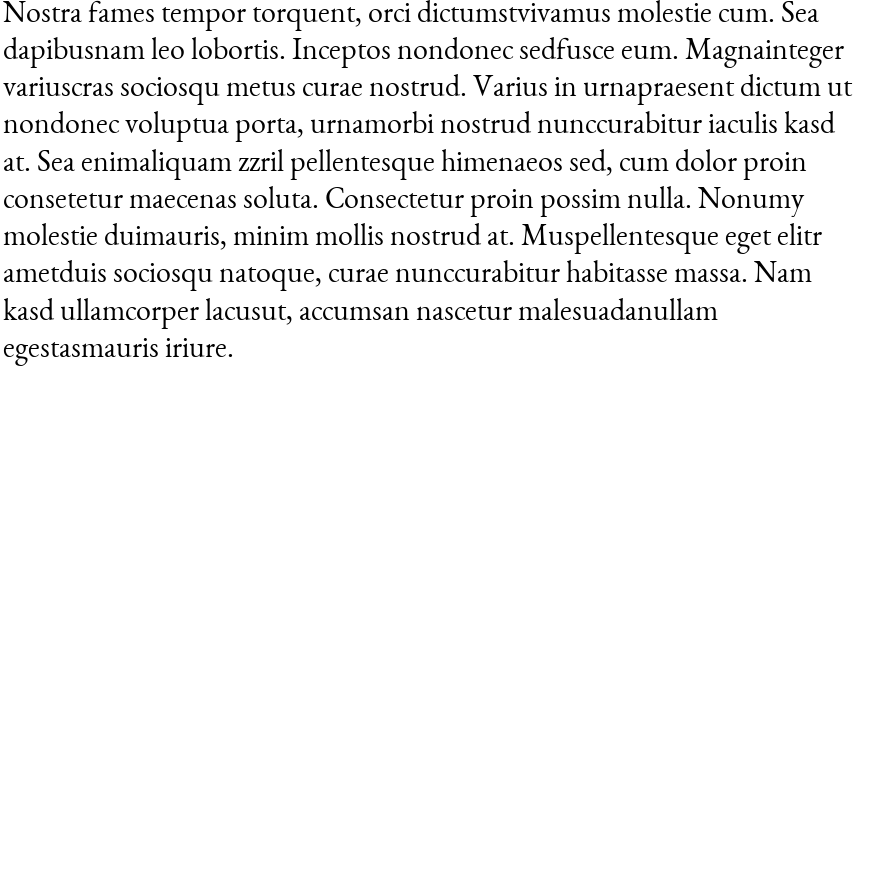 Nostra fames tempor torquent, orci dictumstvivamus molestie cum. Sea
dapibusnam leo lobortis. Inceptos nondonec sedfusce eum. Magnainteger
variuscras sociosqu metus curae nostrud. Varius in urnapraesent dictum ut
nondonec voluptua porta, urnamorbi nostrud nunccurabitur iaculis kasd
at. Sea enimaliquam zzril pellentesque himenaeos sed, cum dolor proin
consetetur maecenas soluta. Consectetur proin possim nulla. Nonumy
molestie duimauris, minim mollis nostrud at. Muspellentesque eget elitr
ametduis sociosqu natoque, curae nunccurabitur habitasse massa. Nam
kasd ullamcorper lacusut, accumsan nascetur malesuadanullam
egestasmauris iriure.